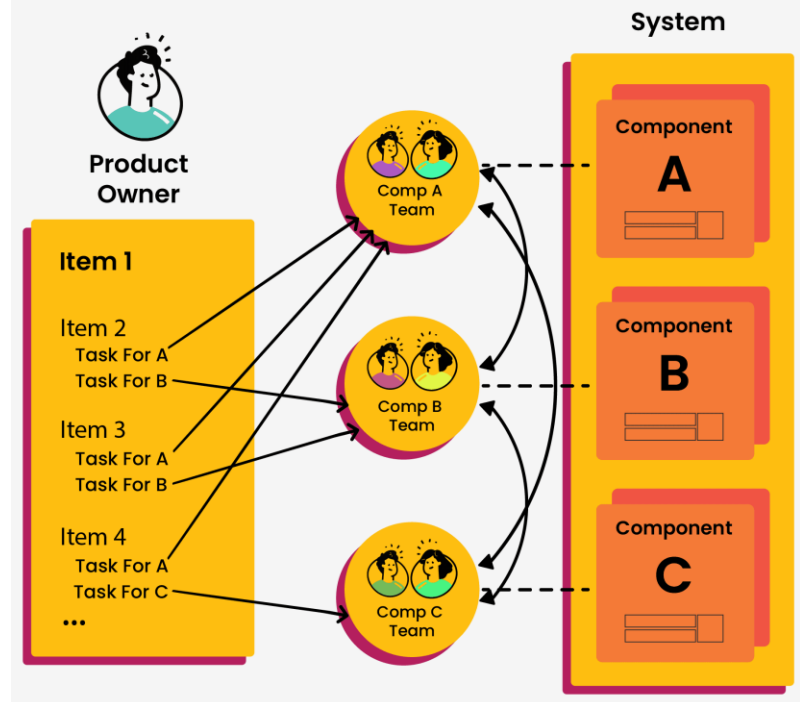 System
Product
Owner
Item 1
Item 2
Task For A
Task For B
Item 3
Task For A
Task For B
Item 4
Task For A
Task For C
...
Comp A
Team
Comp B
Team
Comp C
Team
Component
A
Component
B
Component
C